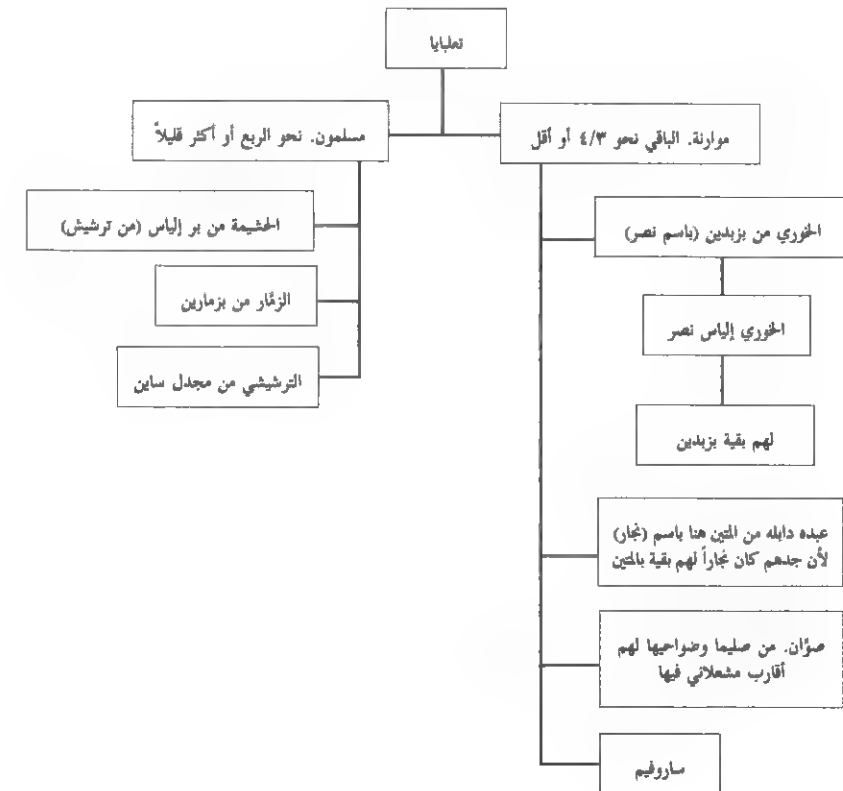 تعلبايا
موارنة. الباقي نحو ٤/٣ أو أقل
مسلمون. نحو الربع أو أكثر قليلاً
الخوري من بزبدين (باسم نصر)
الخوري إلياس نصر
لهم بقية بزبدين
عبده دايله من المتين هنا باسم (نجار)
لأن جدهم كان نجاراً لهم بقية بالمتين
صوَّان. من صليما وضواحيها لهم
أقارب مشعلاني فيها
ساروفيم
الحشيمة من بر إلياس (من ترشيش)
الزمَّار من بزمارين
الترشيشي من مجدل ساين